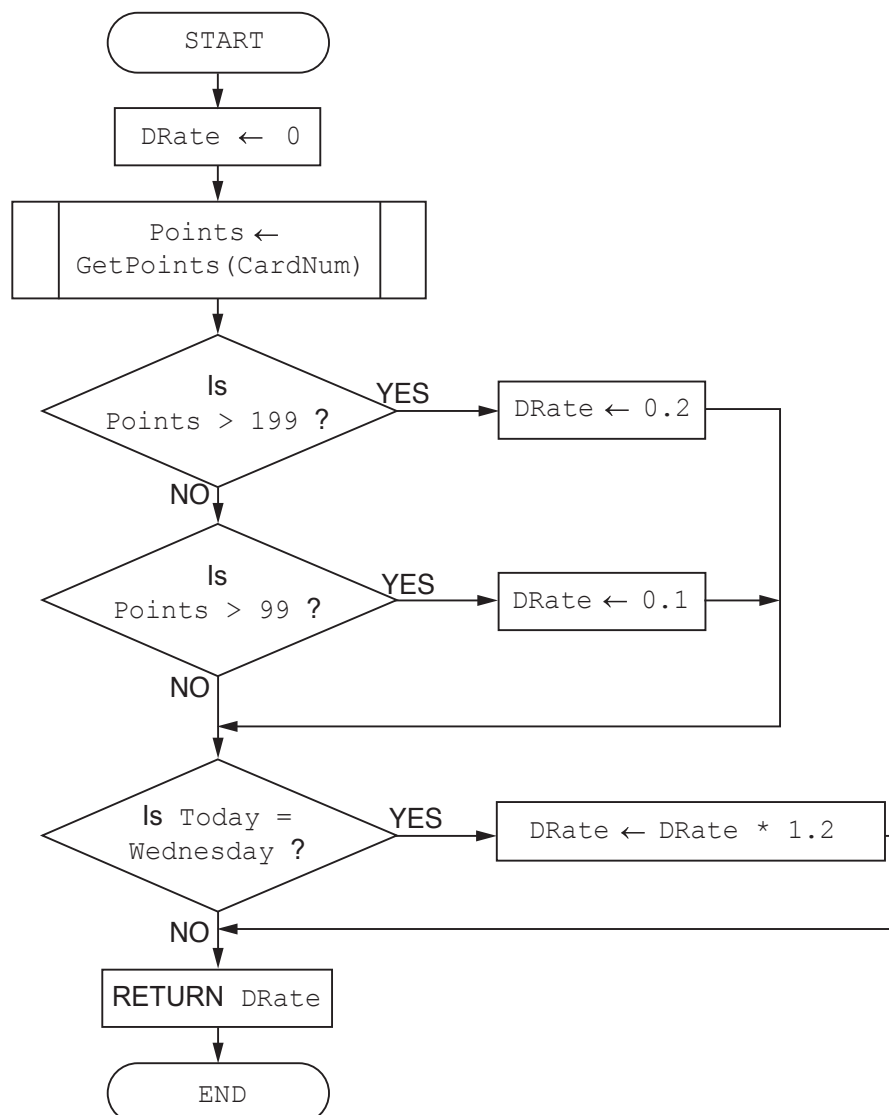 START
DRate ← 0
Points ←
GetPoints(CardNum)
Is
Points > 199 ?
YES
DRate ← 0.2
NO
Is
Points > 99 ?
YES
DRate ← 0.1
NO
Is Today =
Wednesday ?
YES
DRate ← DRate * 1.2
NO
RETURN DRate
END